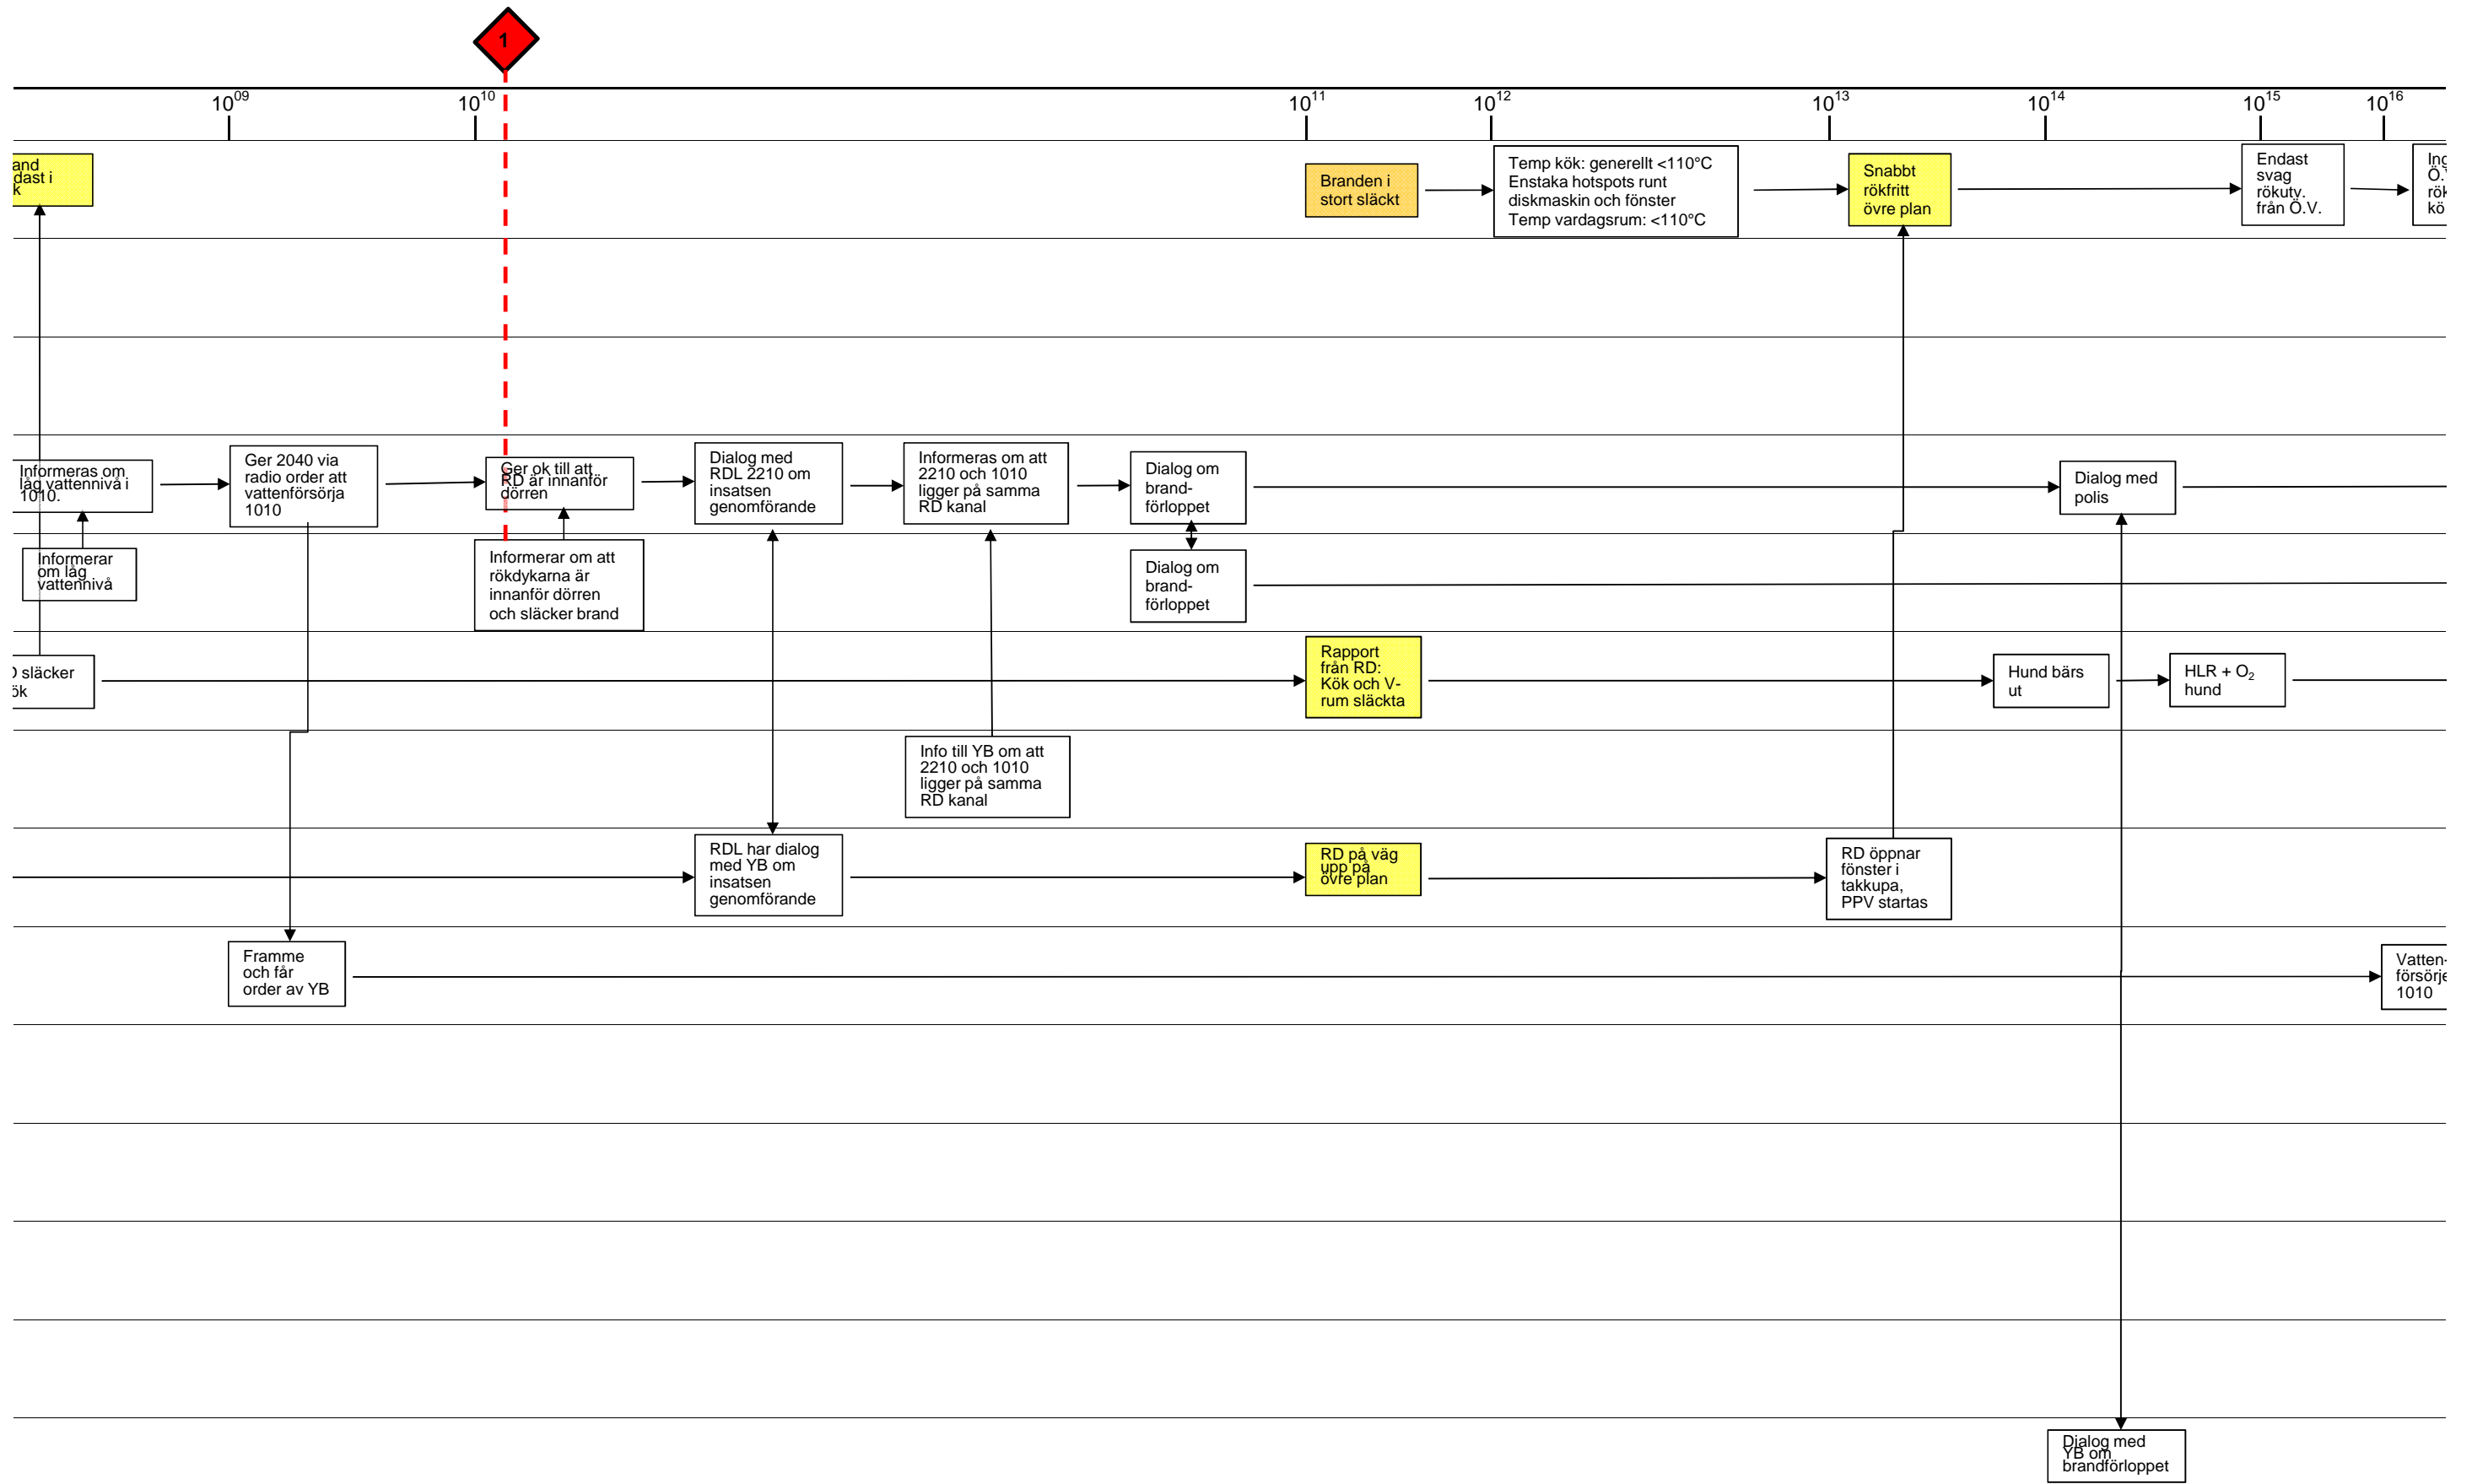 1
10⁰⁹
10¹⁰
10¹¹
10¹²
10¹³
10¹⁴
10¹⁵
10¹⁶
and
dast i
k
Branden i
stort släckt
Temp kök: generellt <110°C
Enstaka hotspots runt
diskmaskin och fönster
Temp vardagsrum: <110°C
Snabbt
rökfritt
övre plan
Endast
svag
rökutv.
från Ö.V.
Ing
Ö.
rök
kö
Informeras om
låg vattennivå i
1010.
Ger 2040 via
radio order att
vattenförsörja
1010
Ger ok till att
RD är innanför
dörren
Dialog med
RDL 2210 om
insatsen
genomförande
Informeras om att
2210 och 1010
ligger på samma
RD kanal
Dialog om
brand-
förloppet
Dialog med
polis
Informerar
om låg
vattennivå
Informerar om att
rökdykarna är
innanför dörren
och släcker brand
Dialog om
brand-
förloppet
släcker
ök
Rapport
från RD:
Kök och V-
rum släckta
Hund bärs
ut
HLR + O₂
hund
Info till YB om att
2210 och 1010
ligger på samma
RD kanal
RDL har dialog
med YB om
insatsen
genomförande
RD på väg
upp på
övre plan
RD öppnar
fönster i
takkupa,
PPV startas
Framme
och får
order av YB
Vatten-
försörje
1010
Dialog med
YB om
brandförloppet